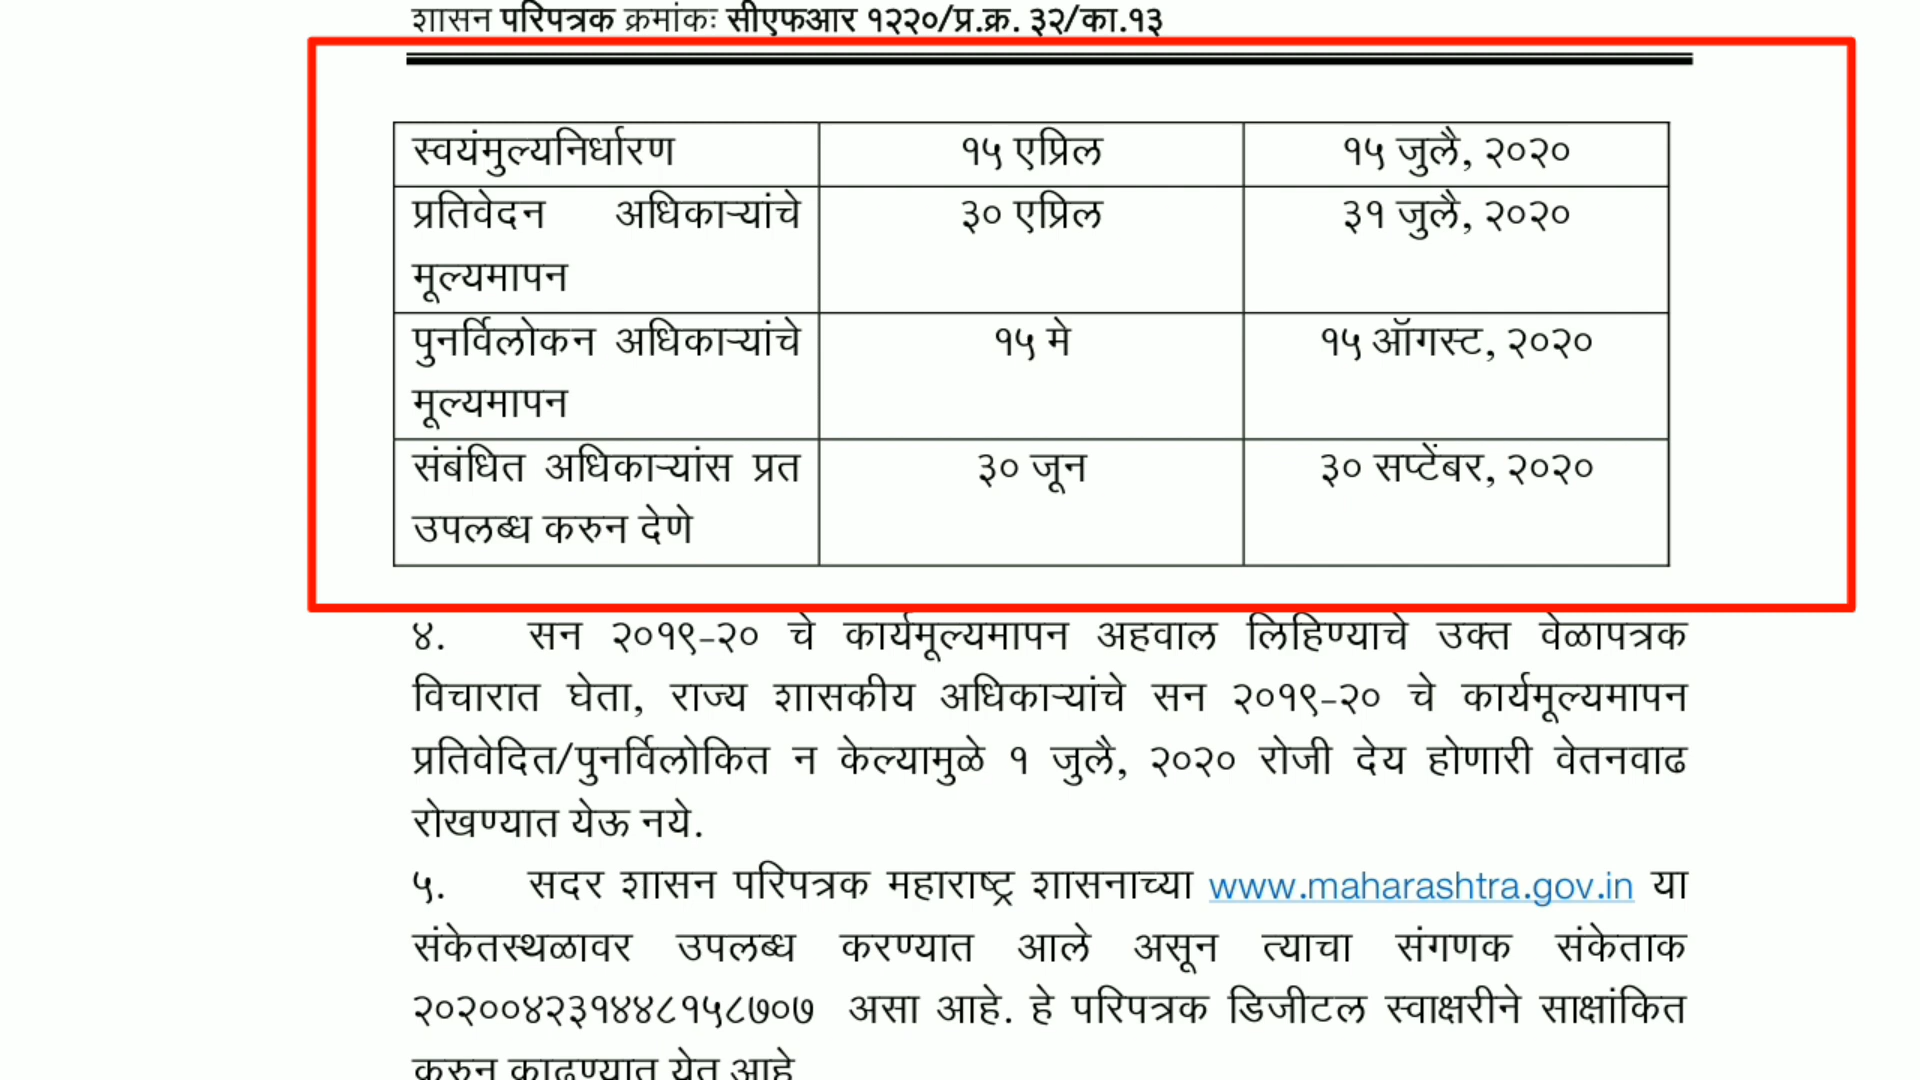 शासन परिपत्रक क्रमांकः सीएफआर १२२०/प्र.क्र. ३२/का.१३
स्वयंमुल्यनिर्धारण १५ एप्रिल १५ जुलै, २०२०
प्रतिवेदन अधिकाऱ्यांचे ३० एप्रिल ३१ जुलै, २०२०
मूल्यमापन
पुनर्विलोकन अधिकाऱ्यांचे १५ मे १५ ऑगस्ट, २०२०
मूल्यमापन
संबंधित अधिकाऱ्यांस प्रत ३० जून ३० सप्टेंबर, २०२०
उपलब्ध करुन देणे
४. सन २०१९-२० चे कार्यमूल्यमापन अहवाल लिहिण्याचे उक्त वेळापत्रक
विचारात घेता, राज्य शासकीय अधिकाऱ्यांचे सन २०१९-२० चे कार्यमूल्यमापन
प्रतिवेदित/पुनर्विलोकित न केल्यामुळे १ जुलै, २०२० रोजी देय होणारी वेतनवाढ
रोखण्यात येऊ नये.
५. सदर शासन परिपत्रक महाराष्ट्र शासनाच्या www.maharashtra.gov.in या
संकेतस्थळावर उपलब्ध करण्यात आले असून त्याचा संगणक संकेताक
२०२००४२३१४४८१५८७०७ असा आहे. हे परिपत्रक डिजीटल स्वाक्षरीने साक्षांकित
करुन काढण्यात येत आहे